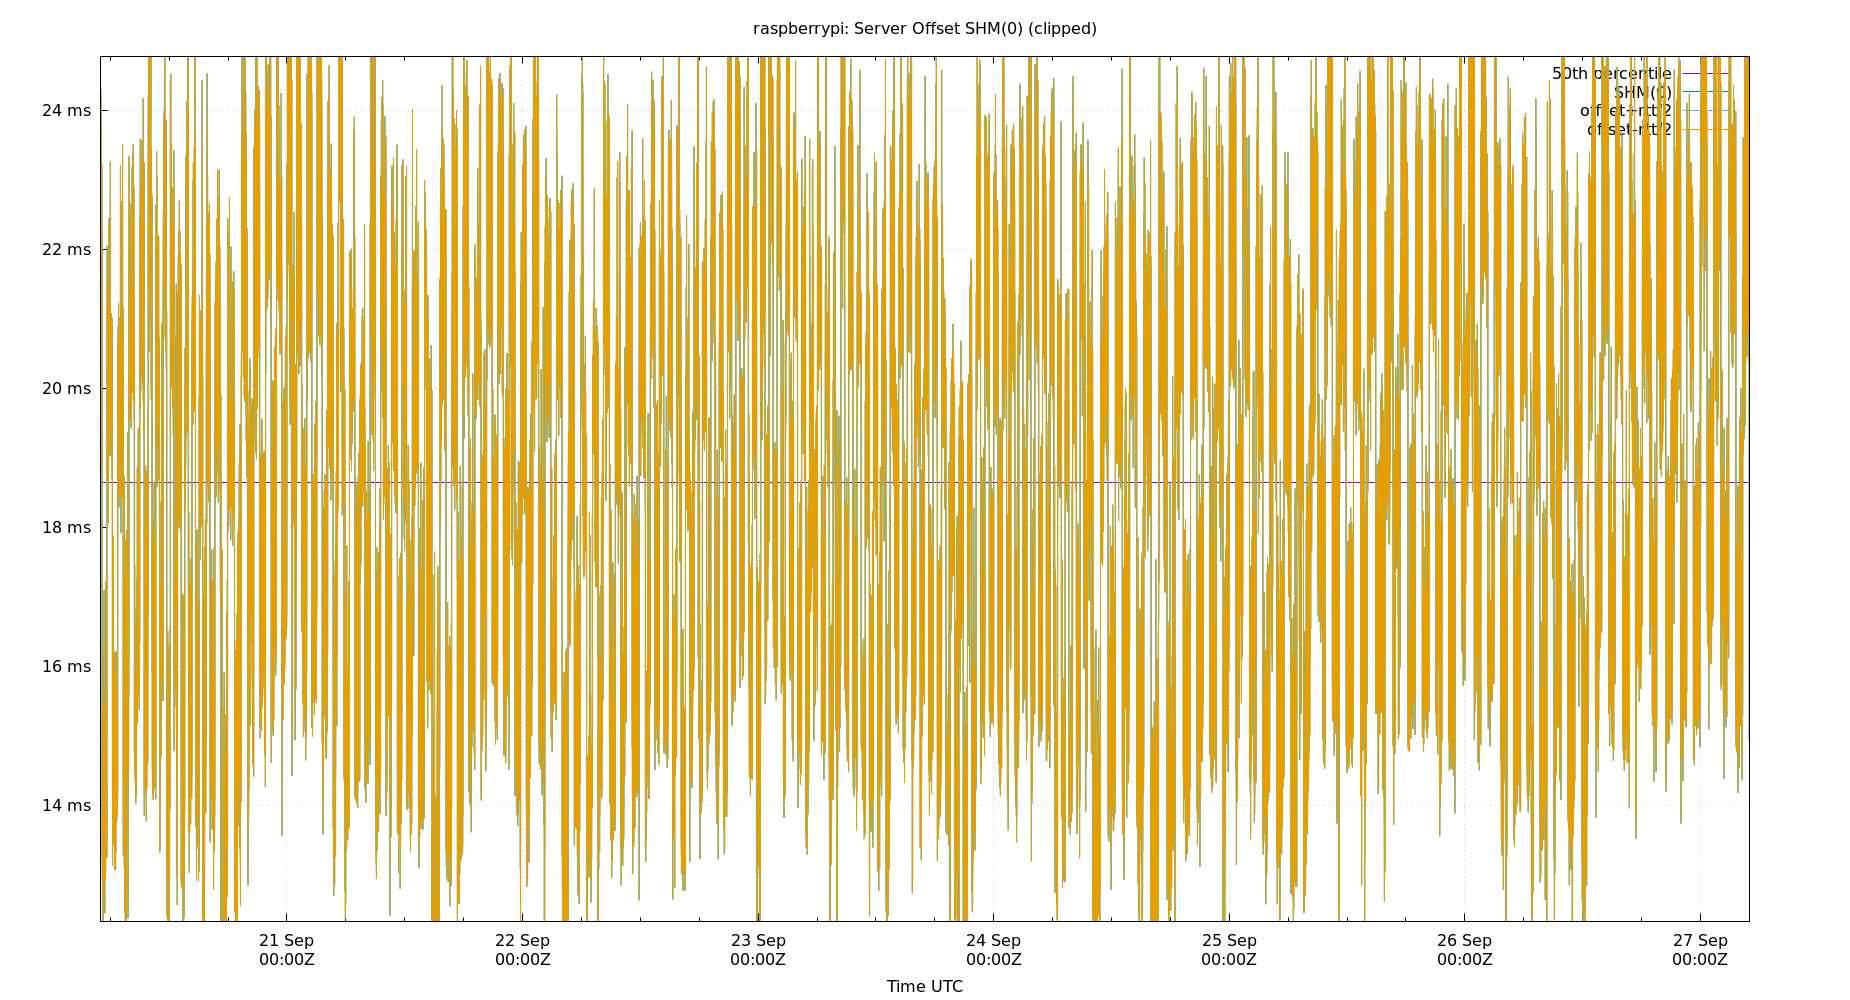 raspberrypi: Server Offset SHM(0) (clipped)
50th percentile
SHM(0)
offset+rtt/2
offset-rtt/2
24 ms
22 ms
20 ms
18 ms
16 ms
14 ms
21 Sep
00:00Z
22 Sep
00:00Z
23 Sep
00:00Z
24 Sep
00:00Z
25 Sep
00:00Z
26 Sep
00:00Z
27 Sep
00:00Z
Time UTC